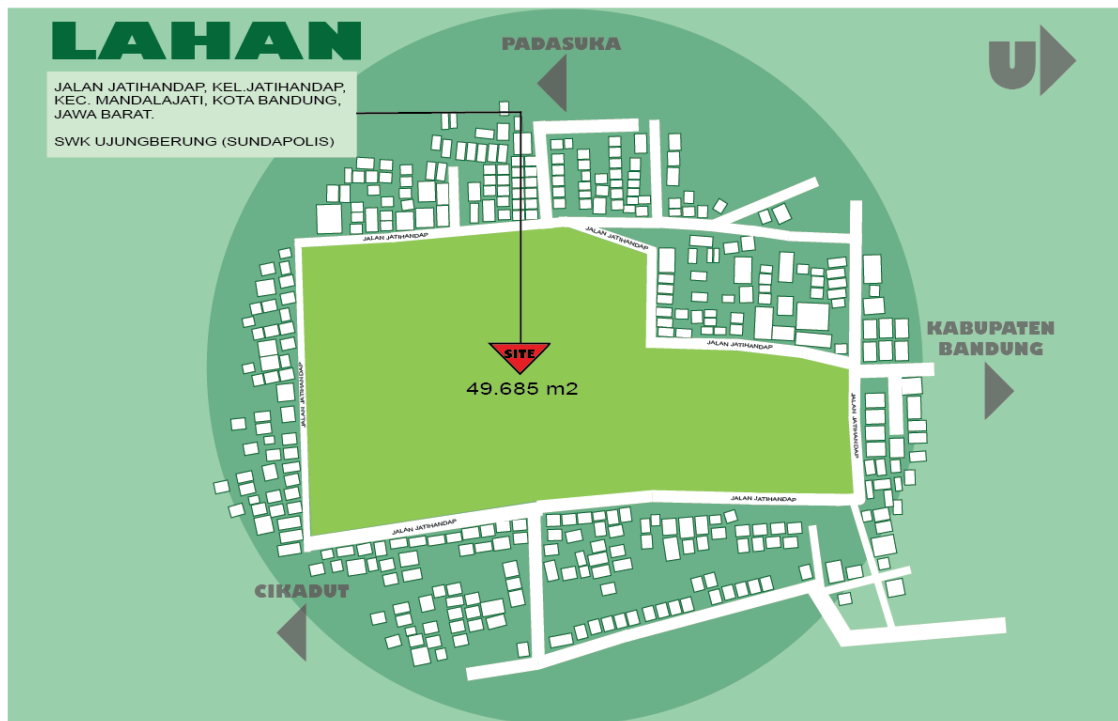 LAHAN
JALAN JATIHANDAP, KEL.JATIHANDAP,
KEC. MANDALAJATI, KOTA BANDUNG,
JAWA BARAT.
SWK UJUNGBERUNG (SUNDAPOLIS)
PADASUKA
U
JALAN JATIHANDAP
JALAN JATIHANDAP
KABUPATEN
BANDUNG
JALAN JATIHANDAP
SITE
49.685 m2
JALAN JATIHANDAP
JALAN JATIHANDAP
JALAN JATIHANDAP
JALAN JATIHANDAP
CIKADUT